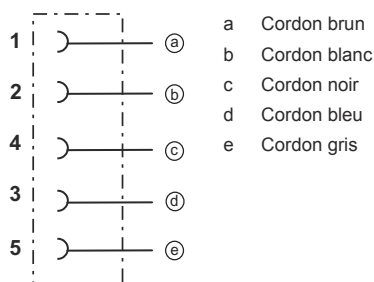 1 ⓐ a Cordon brun
2 ⓑ b Cordon blanc
4 ⓒ c Cordon noir
3 ⓓ d Cordon bleu
5 ⓔ e Cordon gris